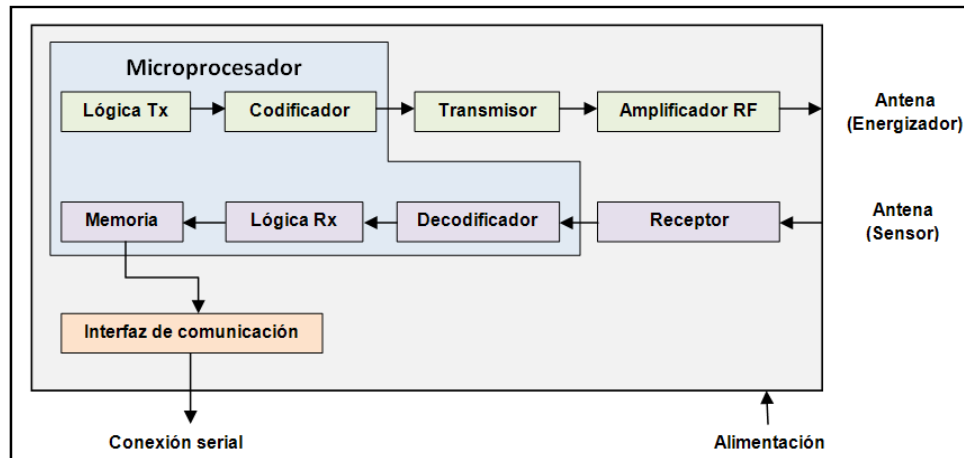 Microprocesador
Lógica Tx
Codificador
Transmisor
Amplificador RF
Antena
(Energizador)
Memoria
Lógica Rx
Decodificador
Receptor
Antena
(Sensor)
Interfaz de comunicación
Conexión serial
Alimentación